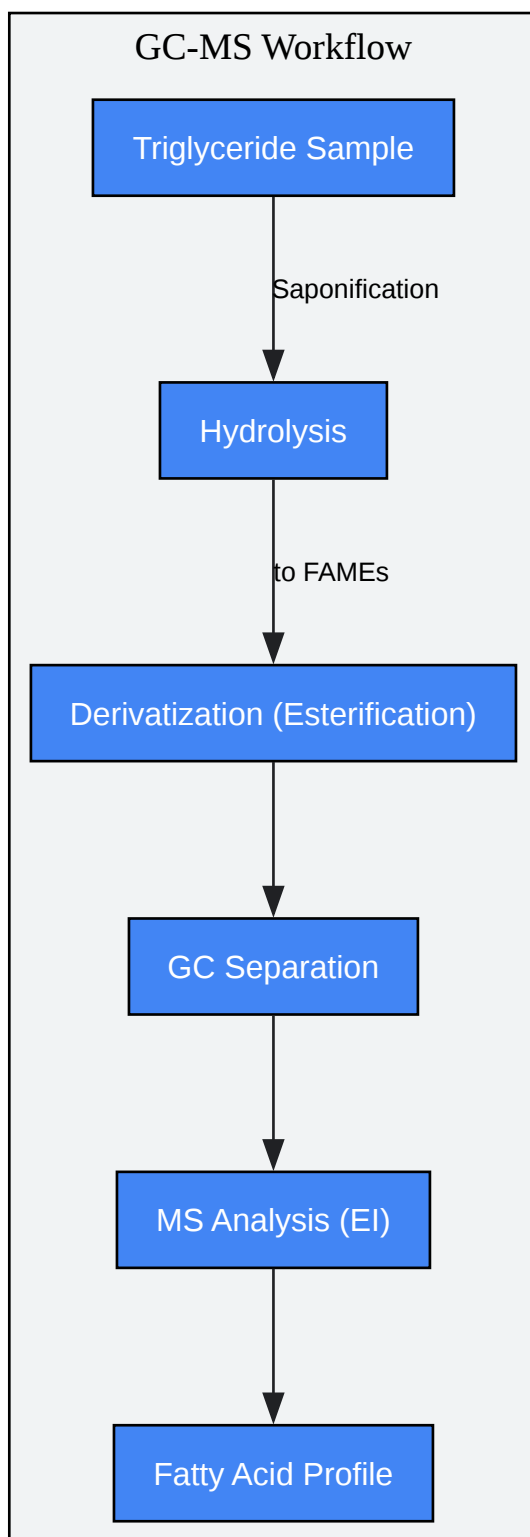 GC-MS Workflow
Triglyceride Sample
Saponification
Hydrolysis
to FAMEs
Derivatization (Esterification)
GC Separation
MS Analysis (EI)
Fatty Acid Profile